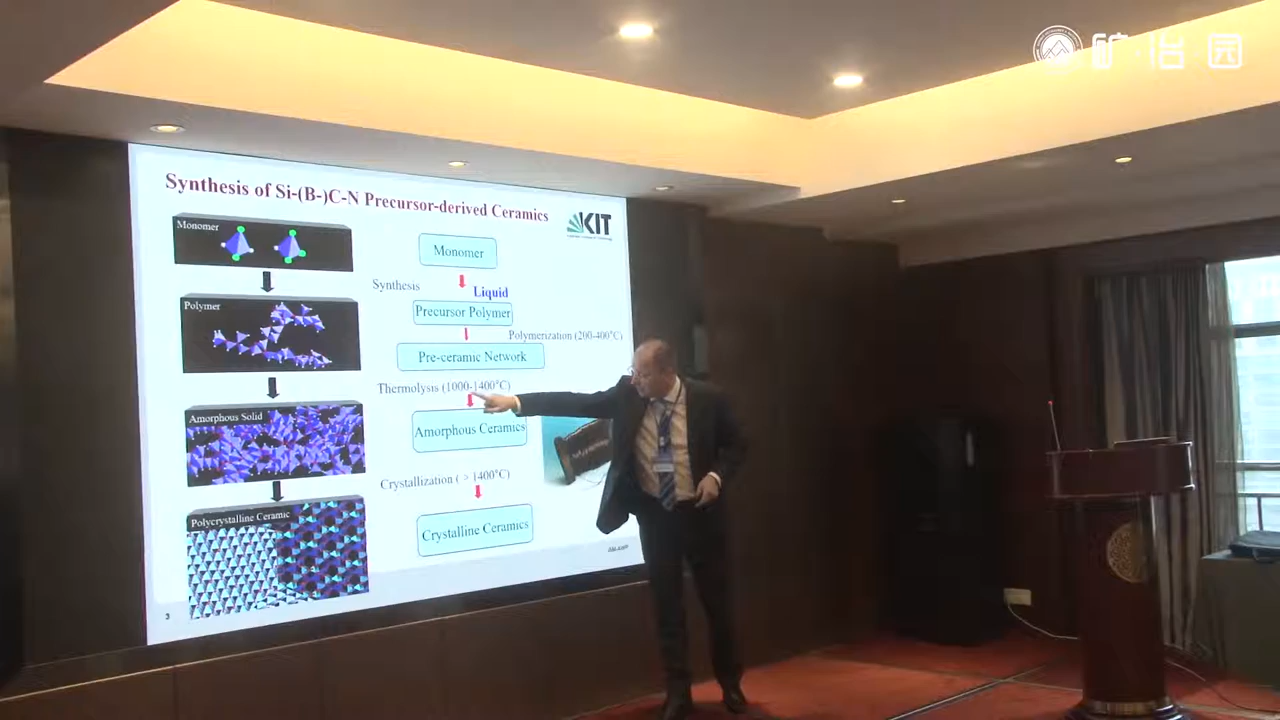 矿·冶 园
Synthesis of Si-(B-)C-N Precursor-derived Ceramics
KIT
Monomer
Polymer
Amorphous Solid
Polycrystalline Ceramic
Monomer
Synthesis
Liquid
Precursor Polymer
Polymerization (200-400°C)
Pre-ceramic Network
Thermolysis (1000-1400°C)
Amorphous Ceramics
Crystallization ( > 1400°C)
Crystalline Ceramics
3